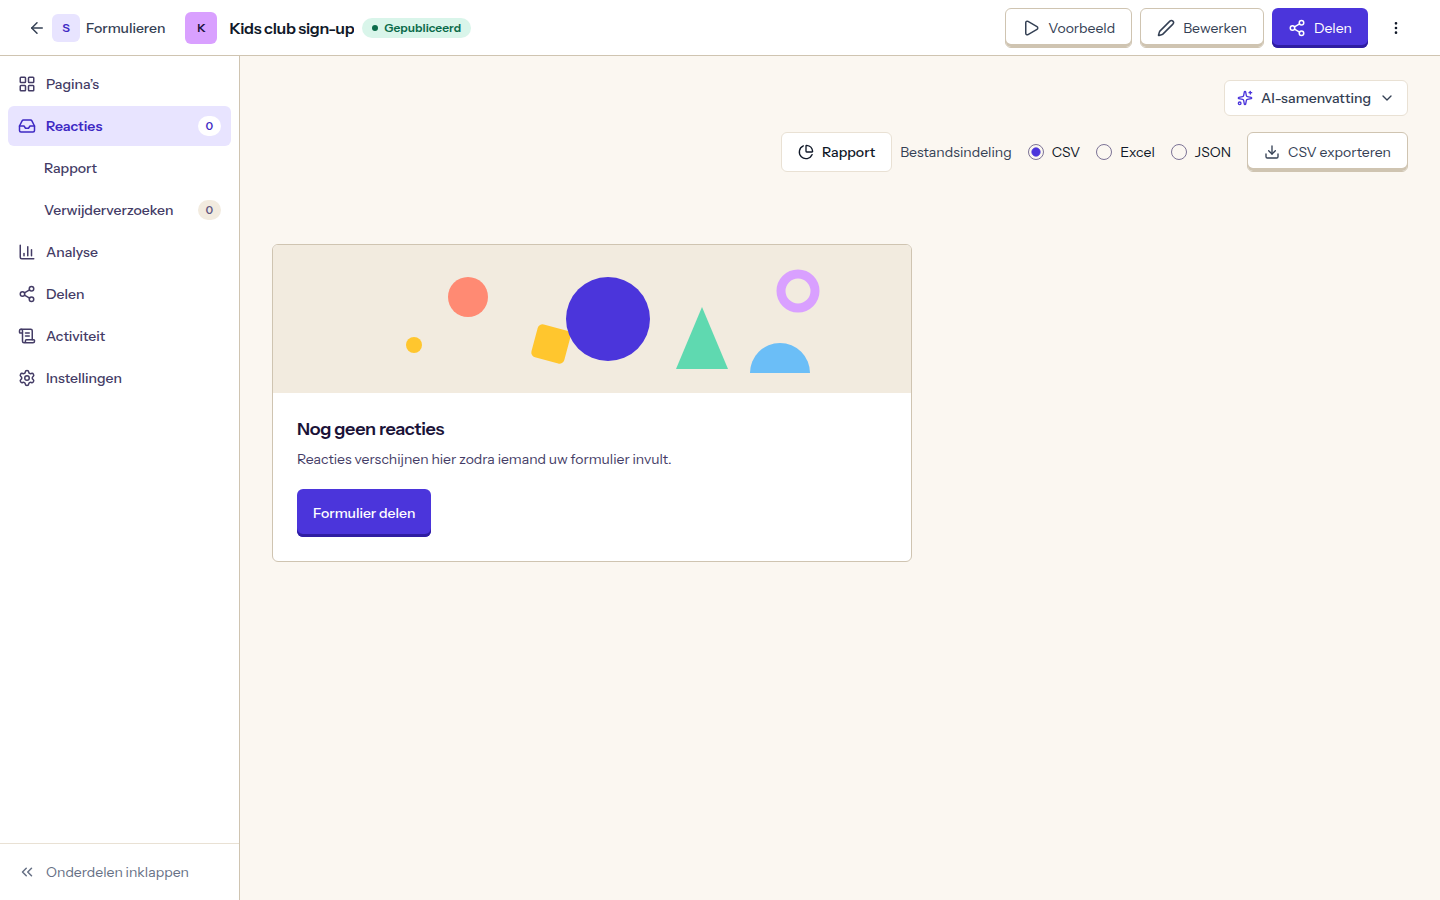 S Formulieren K Kids club sign-up Gepubliceerd Voorbeeld Bewerken Delen
Pagina's
Reacties 0
Rapport
Verwijderverzoeken 0
Analyse
Delen
Activiteit
Instellingen
Onderdelen inklappen
AI-samenvatting
Rapport Bestandsindeling CSV Excel JSON CSV exporteren
Nog geen reacties
Reacties verschijnen hier zodra iemand uw formulier invult.
Formulier delen